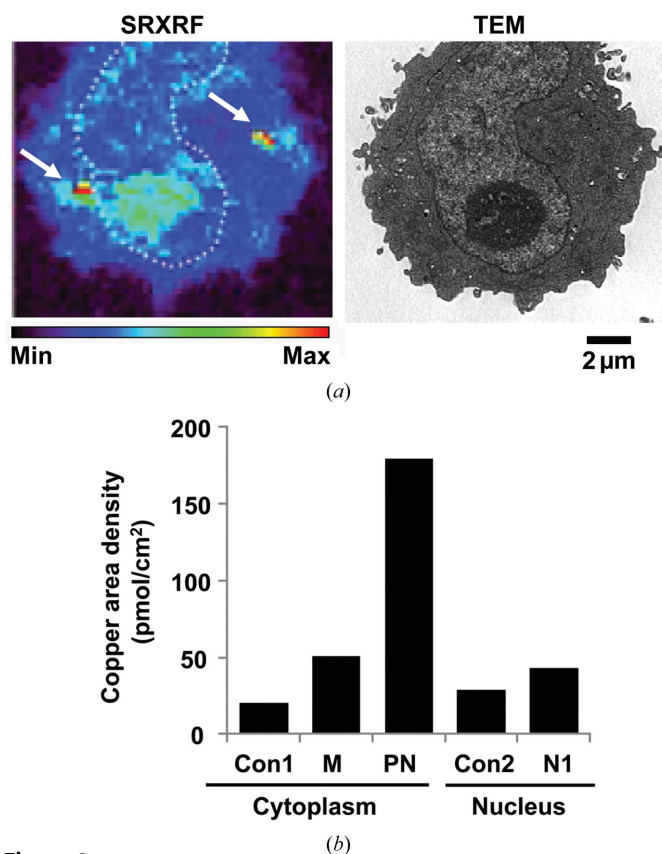 SRXRF TEM
Min Max
2 µm
(a)
Copper area density
(pmol/cm²)
200
150
100
50
0
Con1 M PN Con2 N1
Cytoplasm Nucleus
(b)